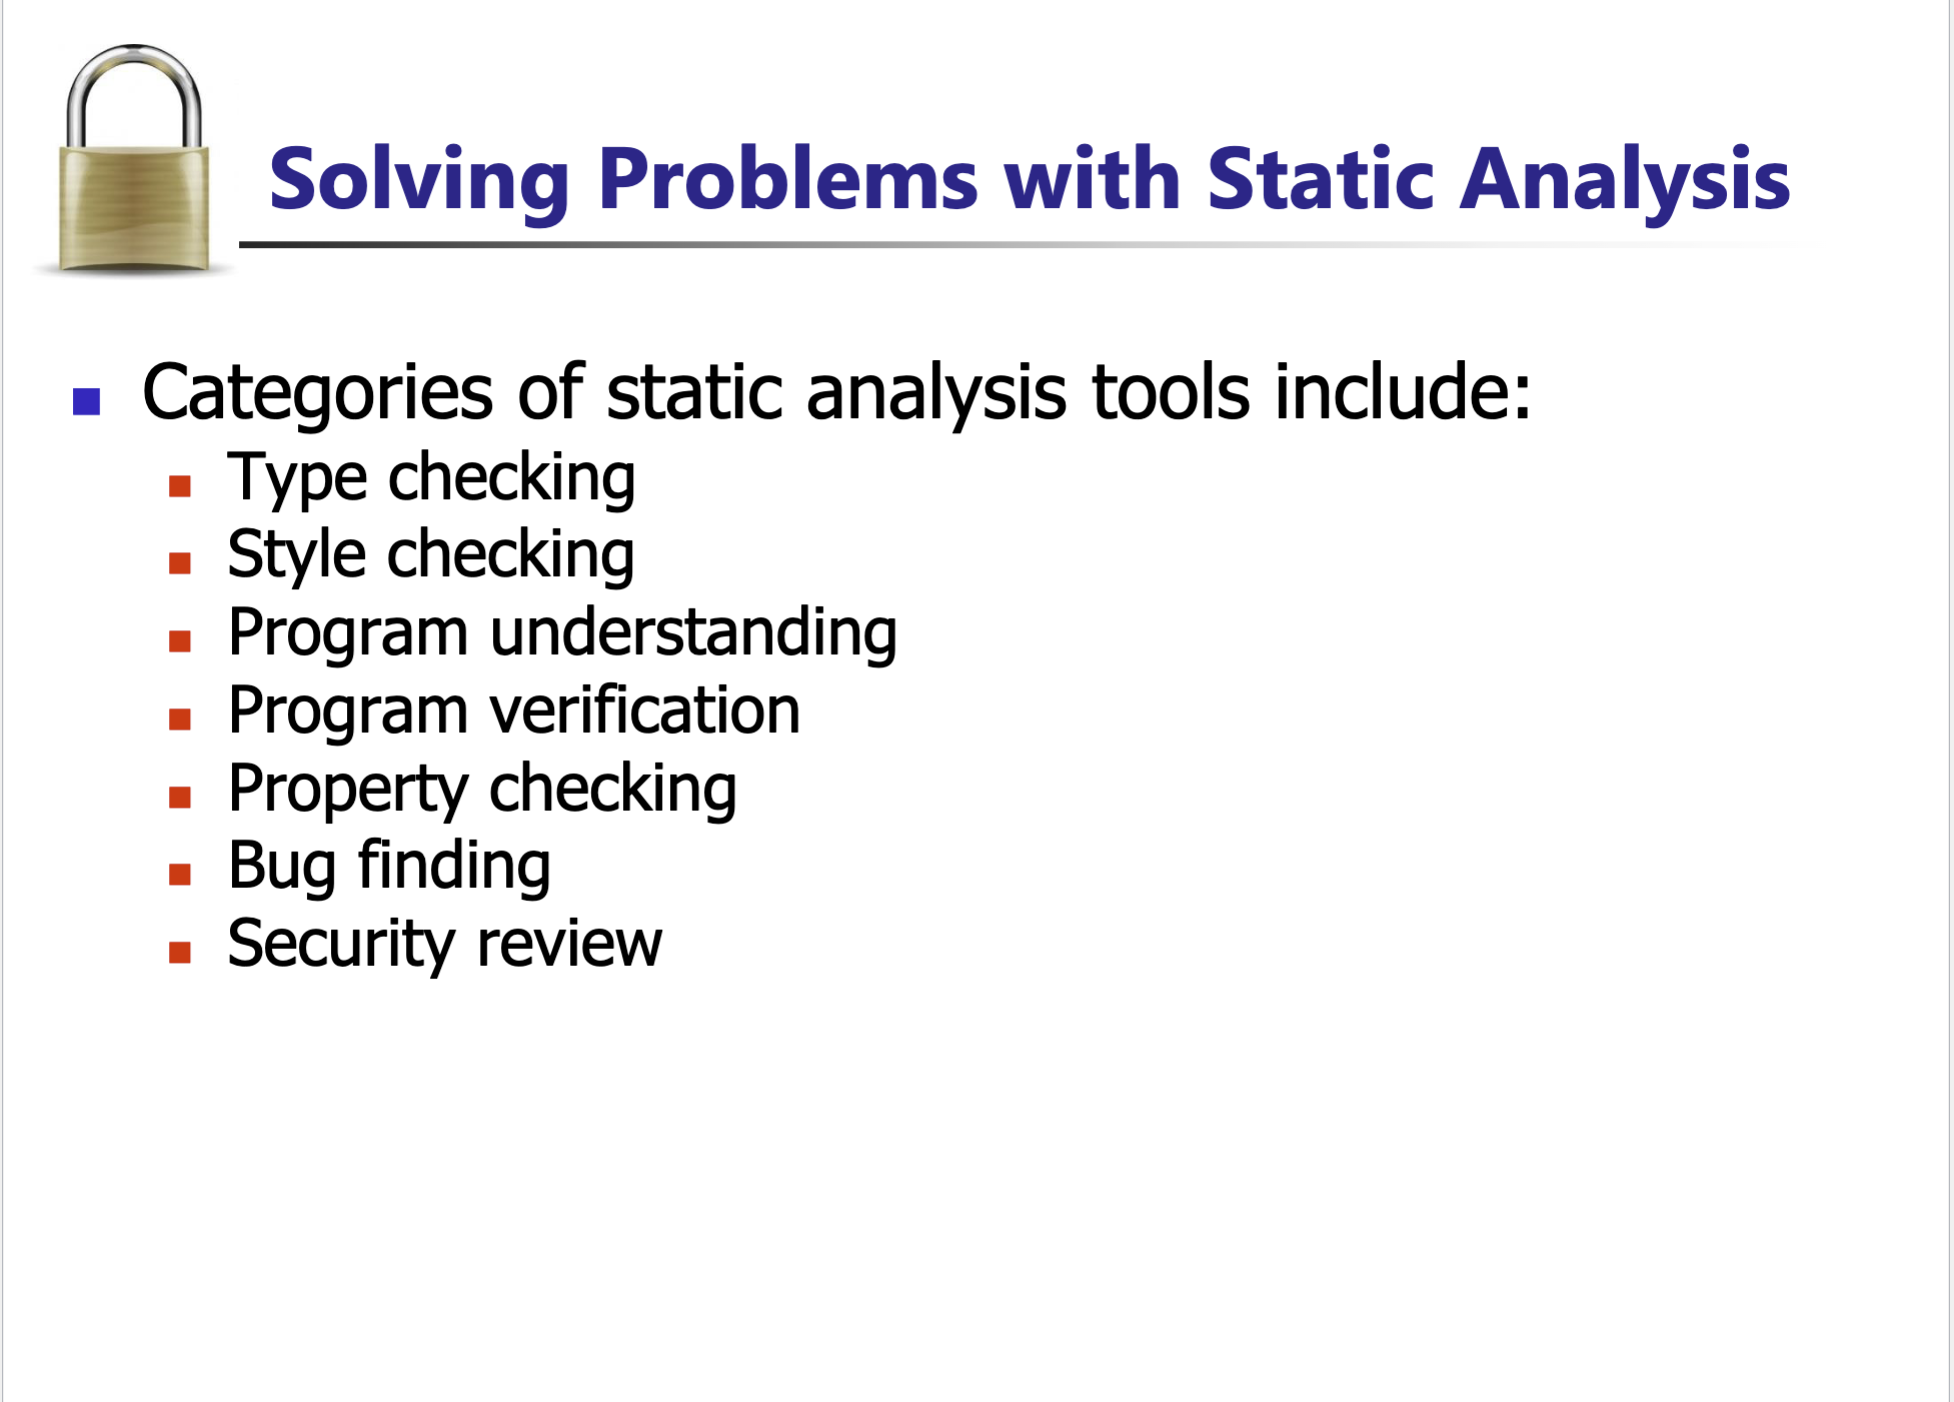 Solving Problems with Static Analysis
Categories of static analysis tools include:
Type checking
Style checking
Program understanding
Program verification
Property checking
Bug finding
Security review